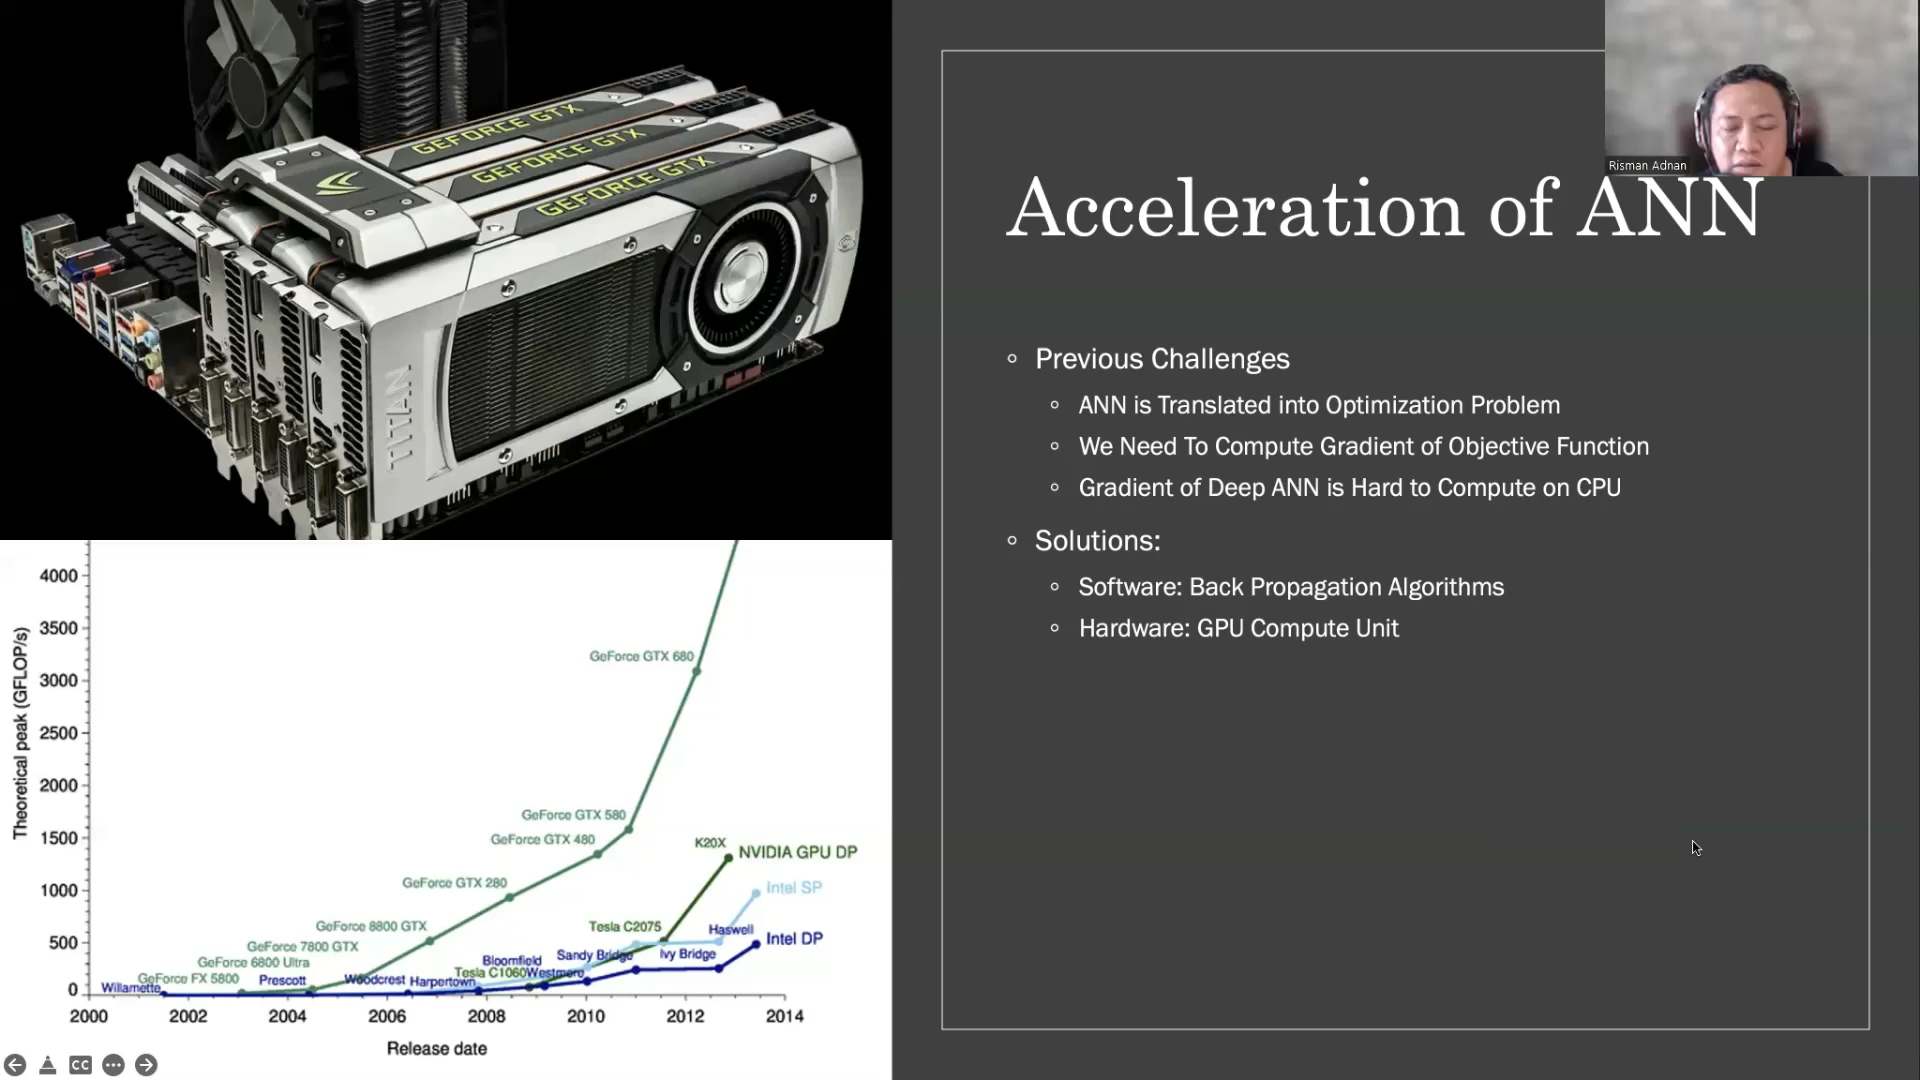 GEFORCE GTX
GEFORCE GTX
GEFORCE GTX
TITAN
Risman Adnan
Acceleration of ANN
Previous Challenges
ANN is Translated into Optimization Problem
We Need To Compute Gradient of Objective Function
Gradient of Deep ANN is Hard to Compute on CPU
Solutions:
Software: Back Propagation Algorithms
Hardware: GPU Compute Unit
Theoretical peak (GFLOP/s)
4000
3500
3000
2500
2000
1500
1000
500
0
GeForce GTX 680
GeForce GTX 580
GeForce GTX 480
K20X
NVIDIA GPU DP
GeForce GTX 280
Intel SP
GeForce 8800 GTX
Tesla C2075
Haswell
Intel DP
GeForce 7800 GTX
Sandy Bridge
Ivy Bridge
GeForce 6800 Ultra
Bloomfield
Tesla C1060
Westmere
GeForce FX 5800
Prescott
Woodcrest
Harpertown
Willamette
2000
2002
2004
2006
2008
2010
2012
2014
Release date
CC